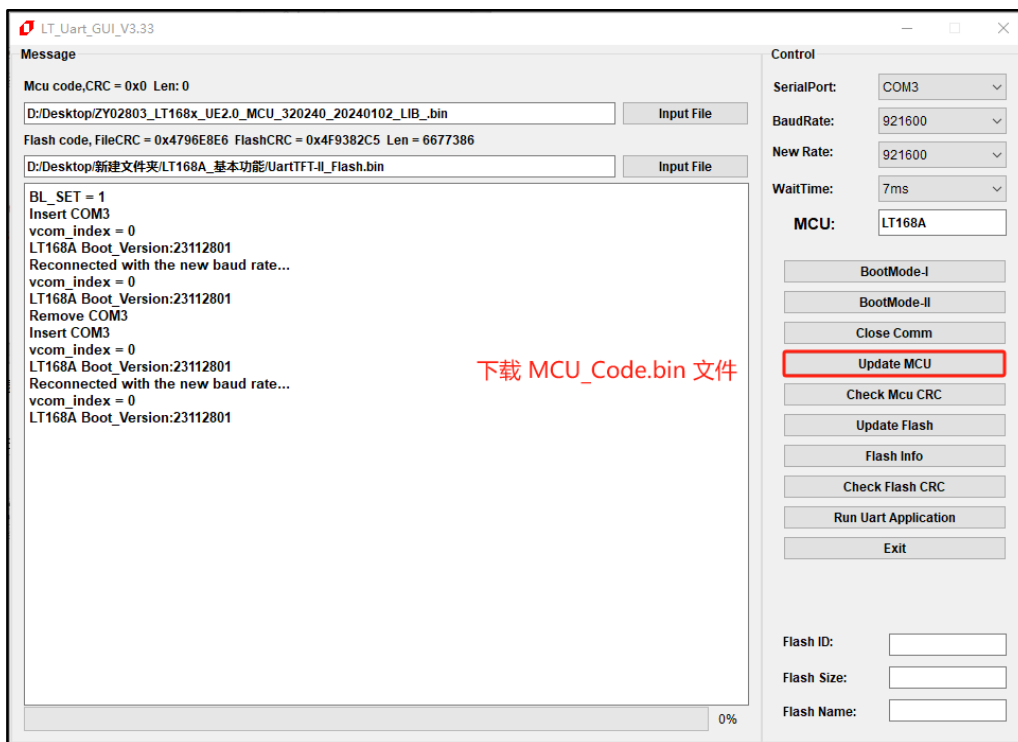 LT_Uart_GUI_V3.33
Message
Mcu code,CRC = 0x0 Len: 0
D:/Desktop/ZY02803_LT168x_UE2.0_MCU_320240_20240102_LIB_.bin
Input File
Flash code, FileCRC = 0x4796E8E6 FlashCRC = 0x4F9382C5 Len = 6677386
D:/Desktop/新建文件夹/LT168A_基本功能/UartTFT-II_Flash.bin
Input File
BL_SET = 1
Insert COM3
vcom_index = 0
LT168A Boot_Version:23112801
Reconnected with the new baud rate...
vcom_index = 0
LT168A Boot_Version:23112801
Remove COM3
Insert COM3
vcom_index = 0
LT168A Boot_Version:23112801
Reconnected with the new baud rate...
vcom_index = 0
LT168A Boot_Version:23112801
下载 MCU_Code.bin 文件
0%
Control
SerialPort: COM3
BaudRate: 921600
New Rate: 921600
WaitTime: 7ms
MCU: LT168A
BootMode-I
BootMode-II
Close Comm
Update MCU
Check Mcu CRC
Update Flash
Flash Info
Check Flash CRC
Run Uart Application
Exit
Flash ID:
Flash Size:
Flash Name: